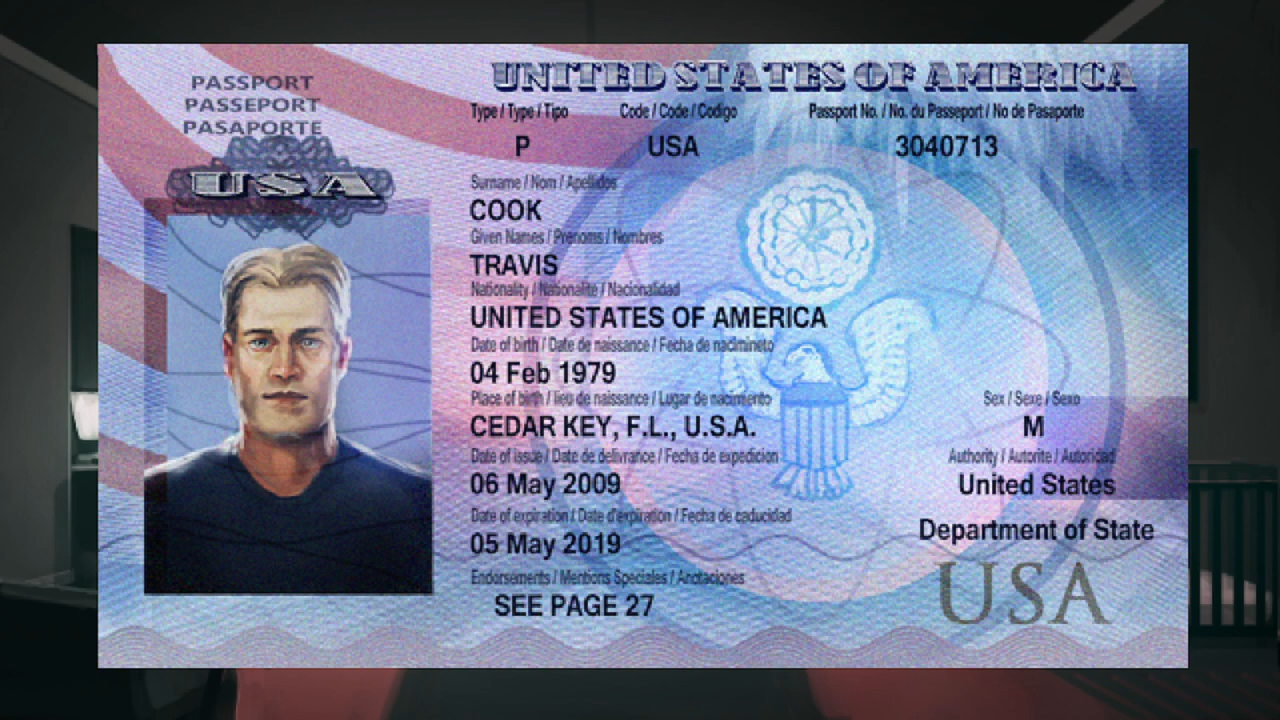 PASSPORT
PASSEPORT
PASAPORTE
USA
UNITED STATES OF AMERICA
Type / Type / Tipo Code / Code / Codigo Passport No. / No. du Passeport / No de Pasaporte
P USA 3040713
Surname / Nom / Apellidos
COOK
Given Names / Prenoms / Nombres
TRAVIS
Nationality / Nationalite / Nacionalidad
UNITED STATES OF AMERICA
Date of birth / Date de naissance / Fecha de nacimineto
04 Feb 1979
Place of birth / lieu de naissance / Lugar de nacimento Sex / Sexe / Sexo
CEDAR KEY, F.L., U.S.A. M
Date of issue / Date de delivrance / Fecha de expedicion Authority / Autorite / Autoridad
06 May 2009 United States
Date of expiration / Date d'expiration / Fecha de caducidad
05 May 2019 Department of State
Endorsements / Mentions Speciales / Anotaciones
SEE PAGE 27 USA